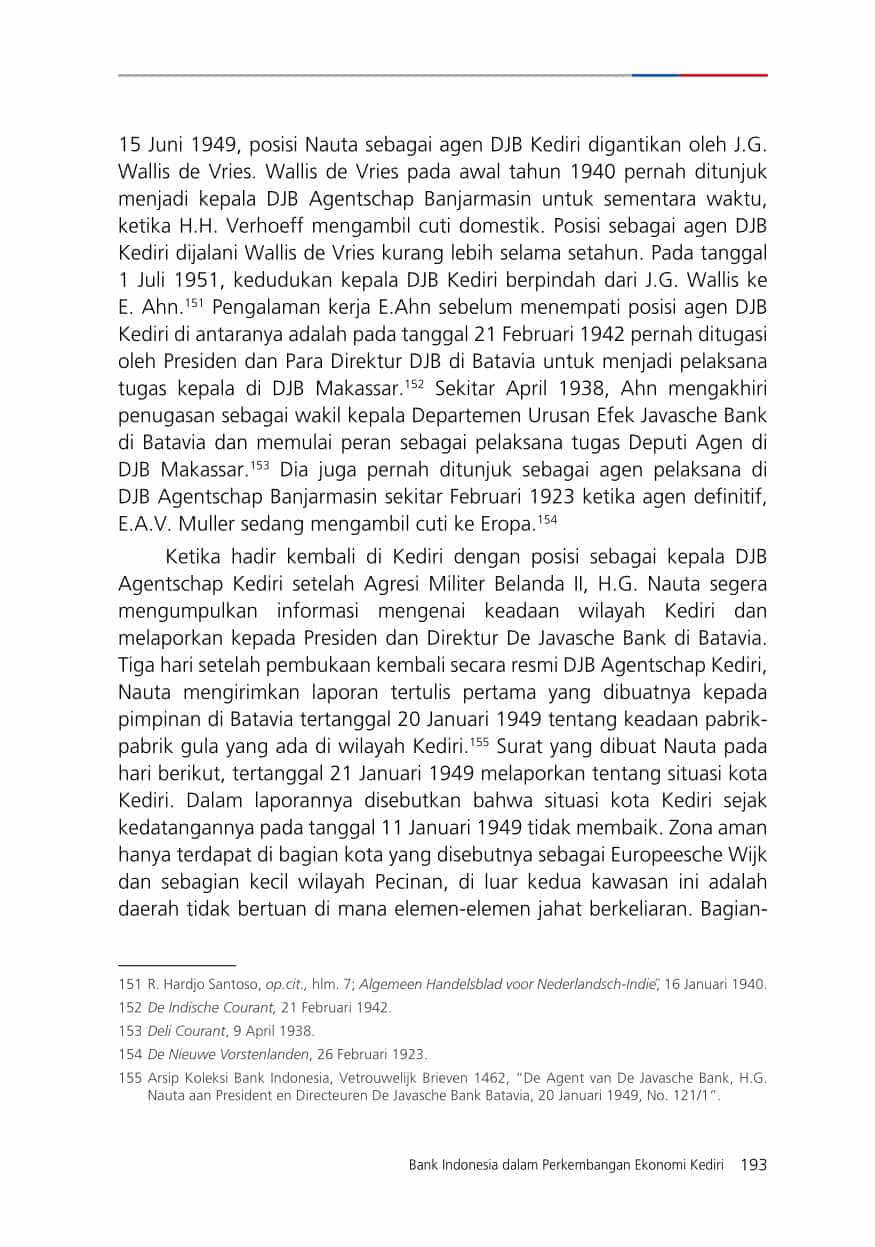 15 Juni 1949, posisi Nauta sebagai agen DJB Kediri digantikan oleh J.G.
Wallis de Vries. Wallis de Vries pada awal tahun 1940 pernah ditunjuk
menjadi kepala DJB Agentschap Banjarmasin untuk sementara waktu,
ketika H.H. Verhoeff mengambil cuti domestik. Posisi sebagai agen DJB
Kediri dijalani Wallis de Vries kurang lebih selama setahun. Pada tanggal
1 Juli 1951, kedudukan kepala DJB Kediri berpindah dari J.G. Wallis ke
E. Ahn.151 Pengalaman kerja E.Ahn sebelum menempati posisi agen DJB
Kediri di antaranya adalah pada tanggal 21 Februari 1942 pernah ditugasi
oleh Presiden dan Para Direktur DJB di Batavia untuk menjadi pelaksana
tugas kepala di DJB Makassar.152 Sekitar April 1938, Ahn mengakhiri
penugasan sebagai wakil kepala Departemen Urusan Efek Javasche Bank
di Batavia dan memulai peran sebagai pelaksana tugas Deputi Agen di
DJB Makassar.153 Dia juga pernah ditunjuk sebagai agen pelaksana di
DJB Agentschap Banjarmasin sekitar Februari 1923 ketika agen definitif,
E.A.V. Muller sedang mengambil cuti ke Eropa.154
Ketika hadir kembali di Kediri dengan posisi sebagai kepala DJB
Agentschap Kediri setelah Agresi Militer Belanda II, H.G. Nauta segera
mengumpulkan informasi mengenai keadaan wilayah Kediri dan
melaporkan kepada Presiden dan Direktur De Javasche Bank di Batavia.
Tiga hari setelah pembukaan kembali secara resmi DJB Agentschap Kediri,
Nauta mengirimkan laporan tertulis pertama yang dibuatnya kepada
pimpinan di Batavia tertanggal 20 Januari 1949 tentang keadaan pabrik-
pabrik gula yang ada di wilayah Kediri.155 Surat yang dibuat Nauta pada
hari berikut, tertanggal 21 Januari 1949 melaporkan tentang situasi kota
Kediri. Dalam laporannya disebutkan bahwa situasi kota Kediri sejak
kedatangannya pada tanggal 11 Januari 1949 tidak membaik. Zona aman
hanya terdapat di bagian kota yang disebutnya sebagai Europeesche Wijk
dan sebagian kecil wilayah Pecinan, di luar kedua kawasan ini adalah
daerah tidak bertuan di mana elemen-elemen jahat berkeliaran. Bagian-
151 R. Hardjo Santoso, op.cit., hlm. 7; Algemeen Handelsblad voor Nederlandsch-Indië, 16 Januari 1940.
152 De Indische Courant, 21 Februari 1942.
153 Deli Courant, 9 April 1938.
154 De Nieuwe Vorstenlanden, 26 Februari 1923.
155 Arsip Koleksi Bank Indonesia, Vetrouwelijk Brieven 1462, "De Agent van De Javasche Bank, H.G.
Nauta aan President en Directeuren De Javasche Bank Batavia, 20 Januari 1949, No. 121/1".
Bank Indonesia dalam Perkembangan Ekonomi Kediri 193